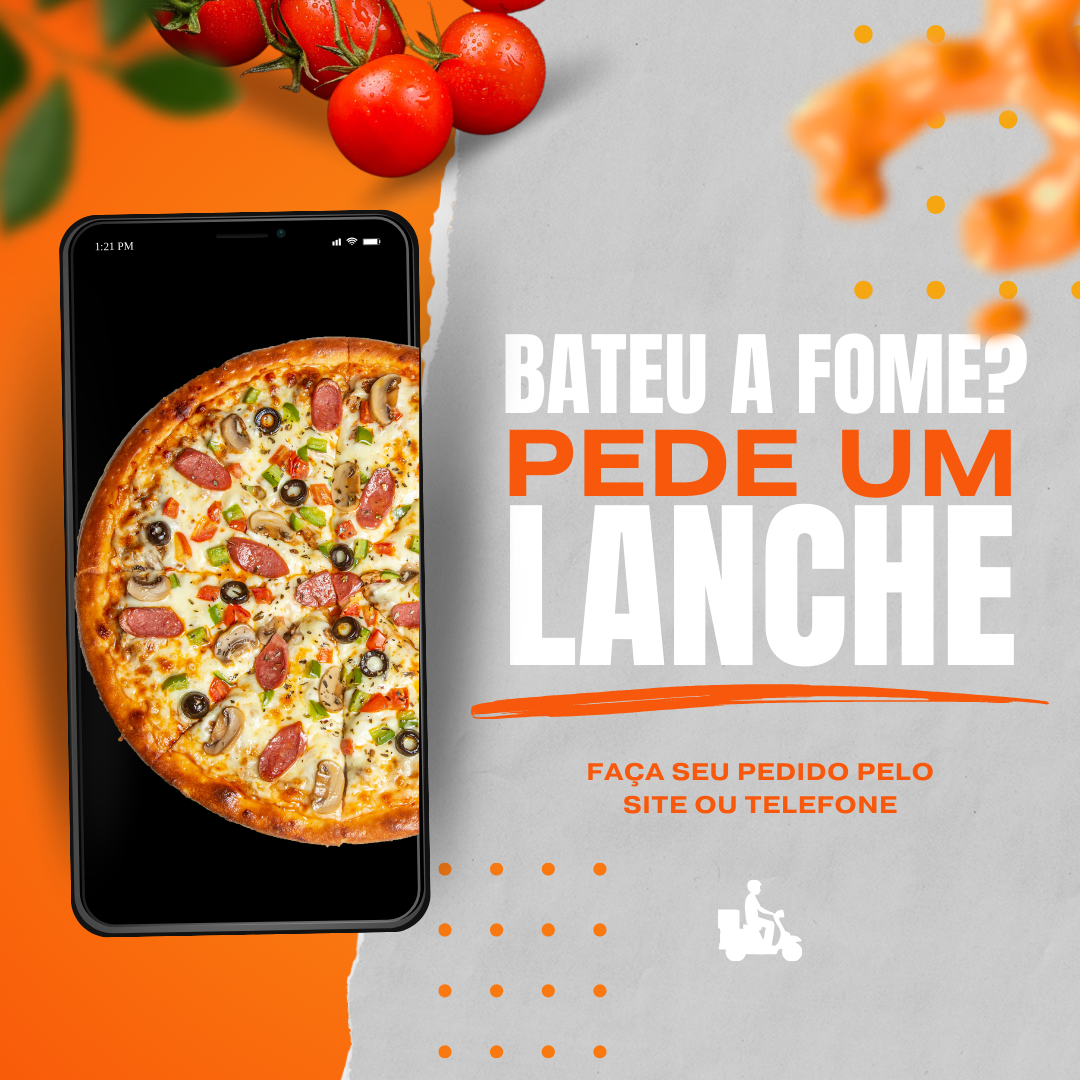 1:21 PM
BATEU A FOME?
PEDE UM
LANCHE
FAÇA SEU PEDIDO PELO
SITE OU TELEFONE